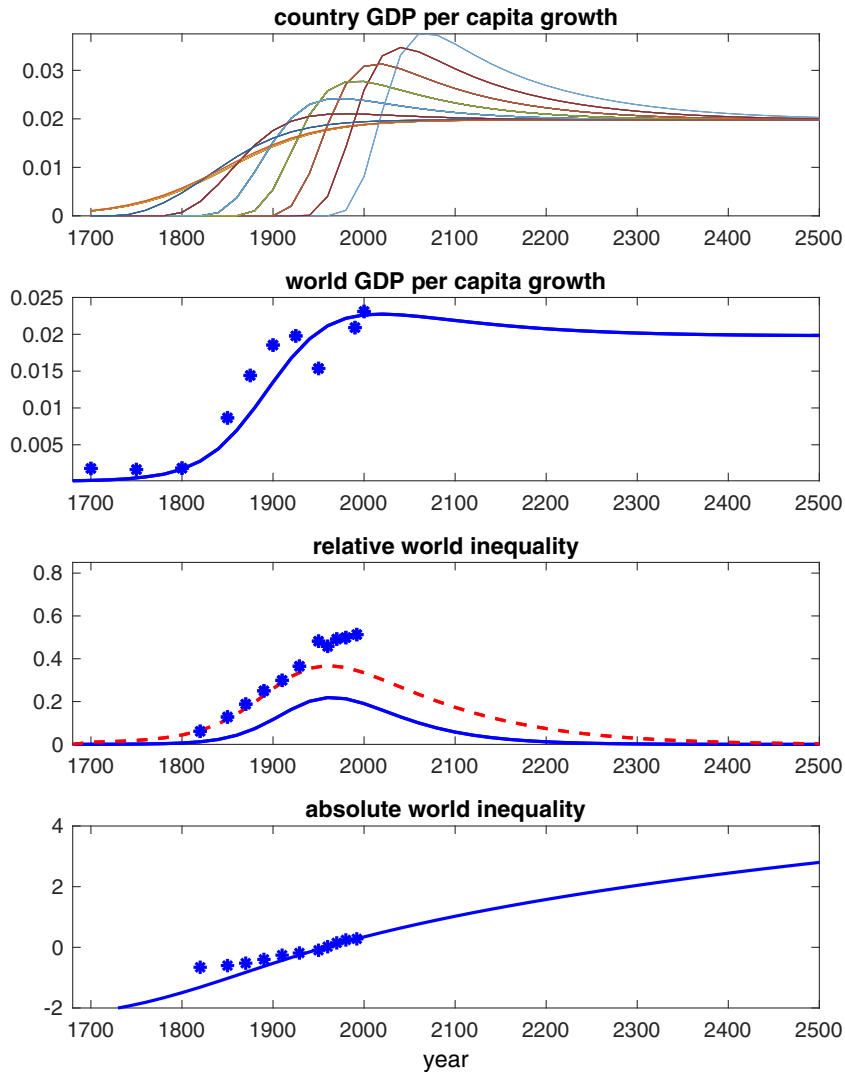 country GDP per capita growth
0.03
0.02
0.01
0
1700 1800 1900 2000 2100 2200 2300 2400 2500
world GDP per capita growth
0.025
0.02
0.015
0.01
0.005
1700 1800 1900 2000 2100 2200 2300 2400 2500
relative world inequality
0.8
0.6
0.4
0.2
0
1700 1800 1900 2000 2100 2200 2300 2400 2500
absolute world inequality
4
2
0
-2
1700 1800 1900 2000 2100 2200 2300 2400 2500
year